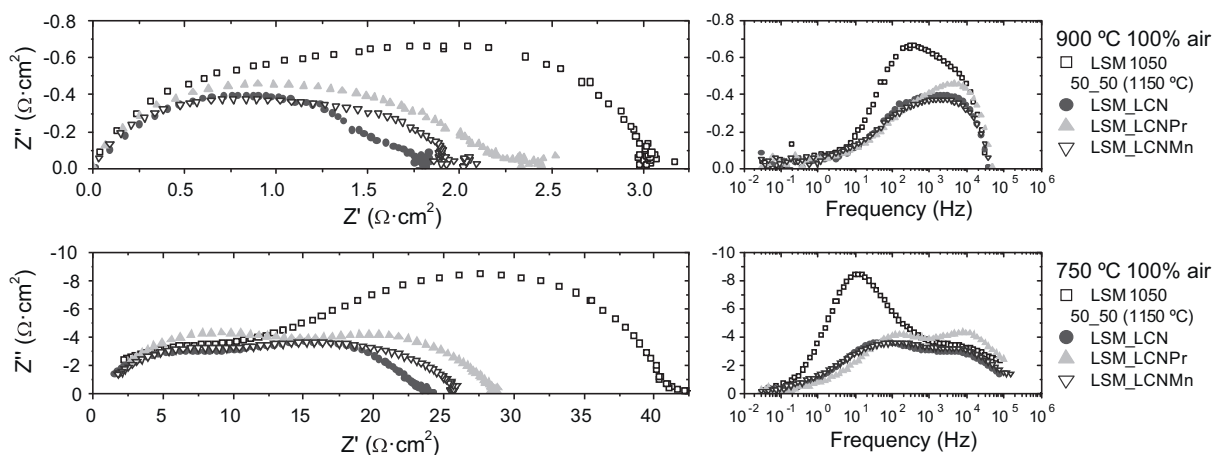 -0.8
-0.6
-0.4
-0.2
0.0
Z'' (Ω·cm²)
0.0 0.5 1.0 1.5 2.0 2.5 3.0
Z' (Ω·cm²)
-0.8
-0.6
-0.4
-0.2
0.0
10⁻² 10⁻¹ 10⁰ 10¹ 10² 10³ 10⁴ 10⁵ 10⁶
Frequency (Hz)
900 ºC 100% air
LSM 1050
50_50 (1150 ºC)
LSM_LCN
LSM_LCNPr
LSM_LCNMn
-10
-8
-6
-4
-2
0
Z'' (Ω·cm²)
0 5 10 15 20 25 30 35 40
Z' (Ω·cm²)
-10
-8
-6
-4
-2
0
10⁻² 10⁻¹ 10⁰ 10¹ 10² 10³ 10⁴ 10⁵ 10⁶
Frequency (Hz)
750 ºC 100% air
LSM 1050
50_50 (1150 ºC)
LSM_LCN
LSM_LCNPr
LSM_LCNMn